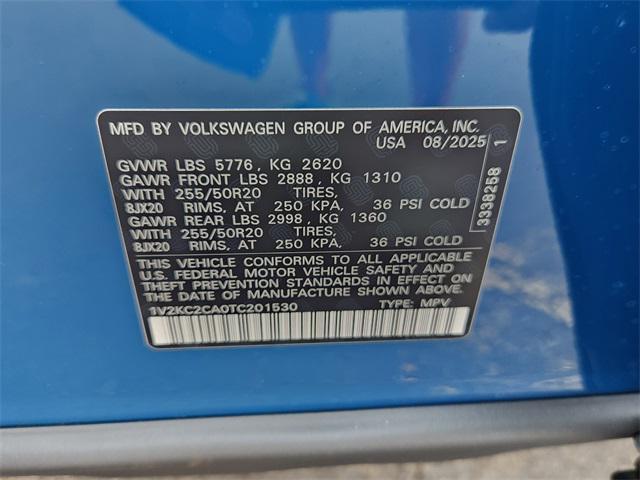 MFD BY VOLKSWAGEN GROUP OF AMERICA, INC.
USA 08/2025
GVWR LBS 5776, KG 2620
GAWR FRONT LBS 2888, KG 1310
WITH 255/50R20 TIRES,
8JX20 RIMS, AT 250 KPA, 36 PSI COLD
GAWR REAR LBS 2998, KG 1360
WITH 255/50R20 TIRES,
8JX20 RIMS, AT 250 KPA, 36 PSI COLD
THIS VEHICLE CONFORMS TO ALL APPLICABLE
U.S. FEDERAL MOTOR VEHICLE SAFETY AND
THEFT PREVENTION STANDARDS IN EFFECT ON
THE DATE OF MANUFACTURE SHOWN ABOVE.
1V2KC2CA0TC201530 TYPE: MPV
3338258 1